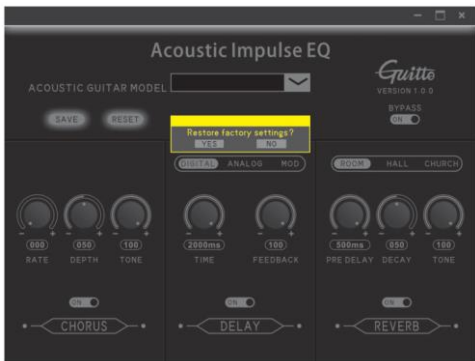 Acoustic Impulse EQ
Guitto
VERSION 1.0.0
ACOUSTIC GUITAR MODEL
BYPASS
ON
SAVE RESET
Restore factory settings?
YES NO
DIGITAL ANALOG MOD
ROOM HALL CHURCH
000 050 100
RATE DEPTH TONE
2000ms 100
TIME FEEDBACK
500ms 050 100
PRE DELAY DECAY TONE
ON ON ON
CHORUS DELAY REVERB